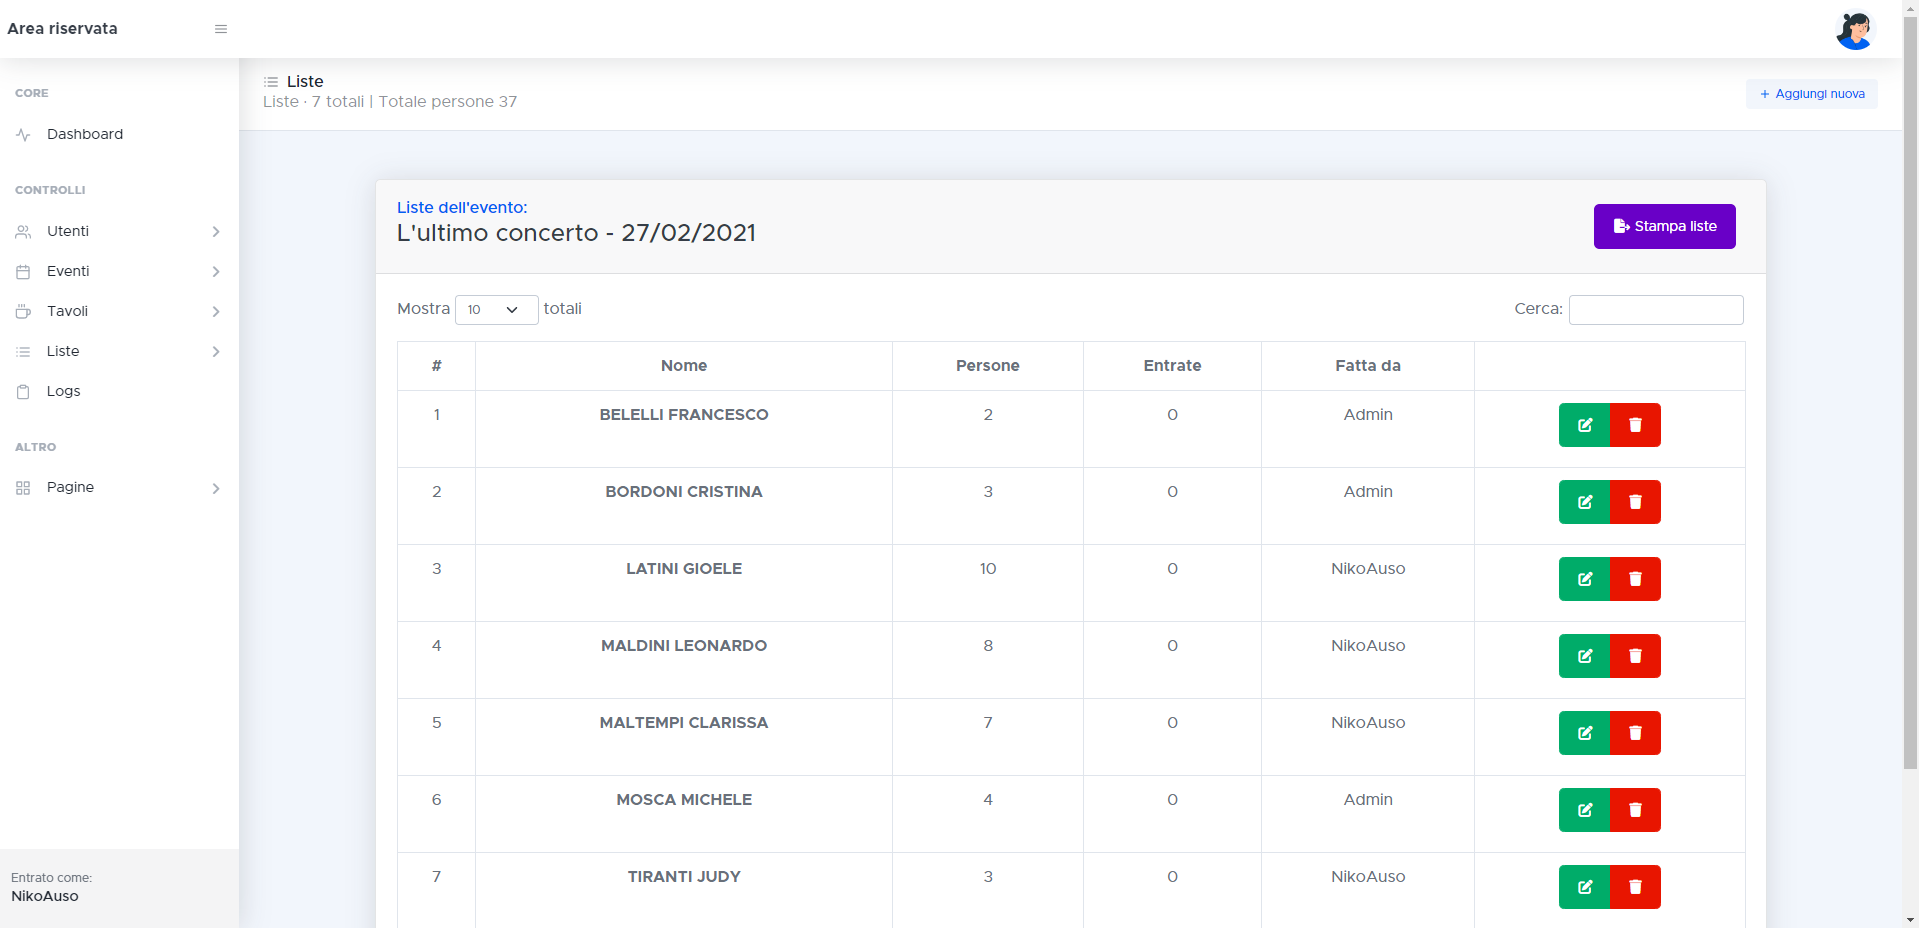 Area riservata
CORE
Dashboard
CONTROLLI
Utenti
Eventi
Tavoli
Liste
Logs
ALTRO
Pagine
Entrato come:
NikoAuso
Liste
Liste · 7 totali | Totale persone 37
+ Aggiungi nuova
Liste dell'evento:
L'ultimo concerto - 27/02/2021
Stampa liste
Mostra 10 totali
Cerca:
# Nome Persone Entrate Fatta da
1 BELELLI FRANCESCO 2 0 Admin
2 BORDONI CRISTINA 3 0 Admin
3 LATINI GIOELE 10 0 NikoAuso
4 MALDINI LEONARDO 8 0 NikoAuso
5 MALTEMPI CLARISSA 7 0 NikoAuso
6 MOSCA MICHELE 4 0 Admin
7 TIRANTI JUDY 3 0 NikoAuso